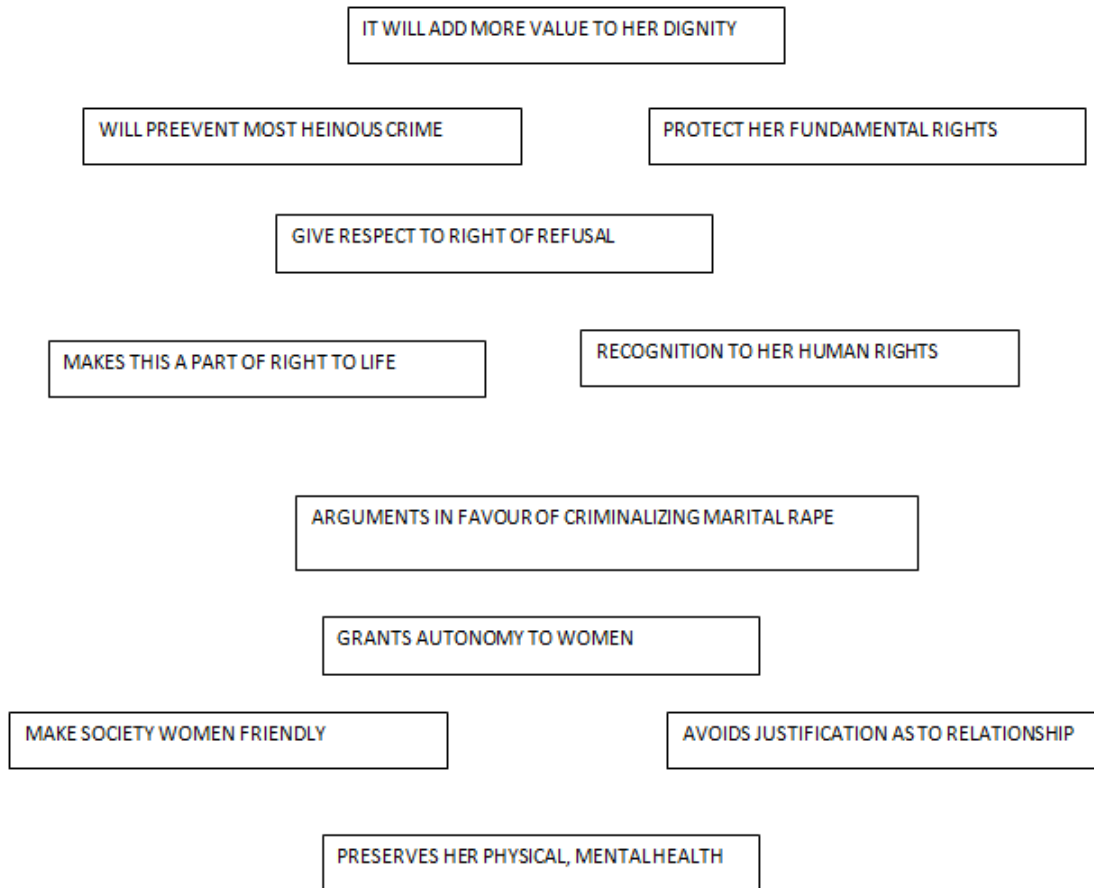 IT WILL ADD MORE VALUE TO HER DIGNITY
WILL PREEVENT MOST HEINOUS CRIME
PROTECT HER FUNDAMENTAL RIGHTS
GIVE RESPECT TO RIGHT OF REFUSAL
MAKES THIS A PART OF RIGHT TO LIFE
RECOGNITION TO HER HUMAN RIGHTS
ARGUMENTS IN FAVOUR OF CRIMINALIZING MARITAL RAPE
GRANTS AUTONOMY TO WOMEN
MAKE SOCIETY WOMEN FRIENDLY
AVOIDS JUSTIFICATION AS TO RELATIONSHIP
PRESERVES HER PHYSICAL, MENTAL HEALTH